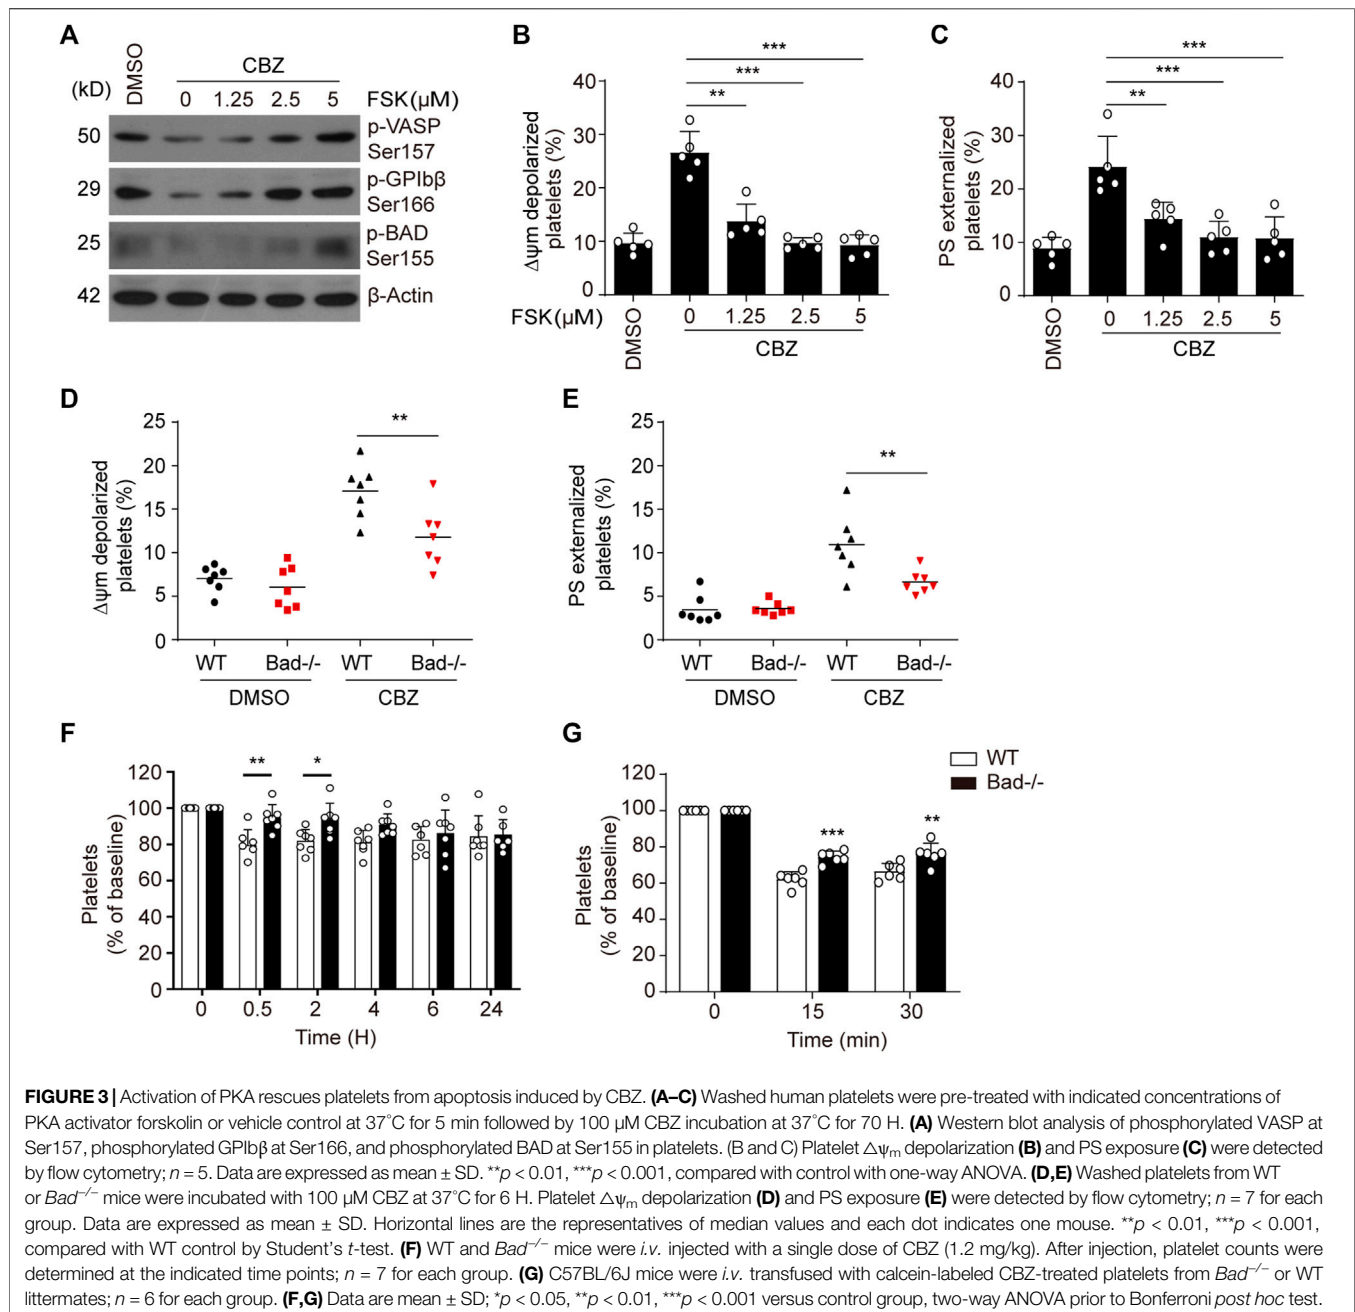 A
DMSO
CBZ
(kD)
0 1.25 2.5 5 FSK(μM)
50 p-VASP Ser157
29 p-GPIbβ Ser166
25 p-BAD Ser155
42 β-Actin
B
Δψm depolarized platelets (%)
40
30
20
10
0
** *** ***
FSK(μM) 0 1.25 2.5 5
DMSO
CBZ
C
PS externalized platelets (%)
40
30
20
10
0
** *** ***
0 1.25 2.5 5
DMSO
CBZ
D
Δψm depolarized platelets (%)
25
20
15
10
5
0
**
WT Bad-/- WT Bad-/-
DMSO CBZ
E
PS externalized platelets (%)
25
20
15
10
5
0
**
WT Bad-/- WT Bad-/-
DMSO CBZ
F
Platelets (% of baseline)
120
100
80
60
40
20
0
** *
0 0.5 2 4 6 24
Time (H)
G
WT
Bad-/-
Platelets (% of baseline)
120
100
80
60
40
20
0
*** **
0 15 30
Time (min)
FIGURE 3 | Activation of PKA rescues platelets from apoptosis induced by CBZ. (A–C) Washed human platelets were pre-treated with indicated concentrations of
PKA activator forskolin or vehicle control at 37°C for 5 min followed by 100 μM CBZ incubation at 37°C for 70 H. (A) Western blot analysis of phosphorylated VASP at
Ser157, phosphorylated GPIbβ at Ser166, and phosphorylated BAD at Ser155 in platelets. (B and C) Platelet △ψm depolarization (B) and PS exposure (C) were detected
by flow cytometry; n = 5. Data are expressed as mean ± SD. **p < 0.01, ***p < 0.001, compared with control with one-way ANOVA. (D,E) Washed platelets from WT
or Bad−/− mice were incubated with 100 μM CBZ at 37°C for 6 H. Platelet △ψm depolarization (D) and PS exposure (E) were detected by flow cytometry; n = 7 for each
group. Data are expressed as mean ± SD. Horizontal lines are the representatives of median values and each dot indicates one mouse. **p < 0.01, ***p < 0.001,
compared with WT control by Student's t-test. (F) WT and Bad−/− mice were i.v. injected with a single dose of CBZ (1.2 mg/kg). After injection, platelet counts were
determined at the indicated time points; n = 7 for each group. (G) C57BL/6J mice were i.v. transfused with calcein-labeled CBZ-treated platelets from Bad−/− or WT
littermates; n = 6 for each group. (F,G) Data are mean ± SD; *p < 0.05, **p < 0.01, ***p < 0.001 versus control group, two-way ANOVA prior to Bonferroni post hoc test.